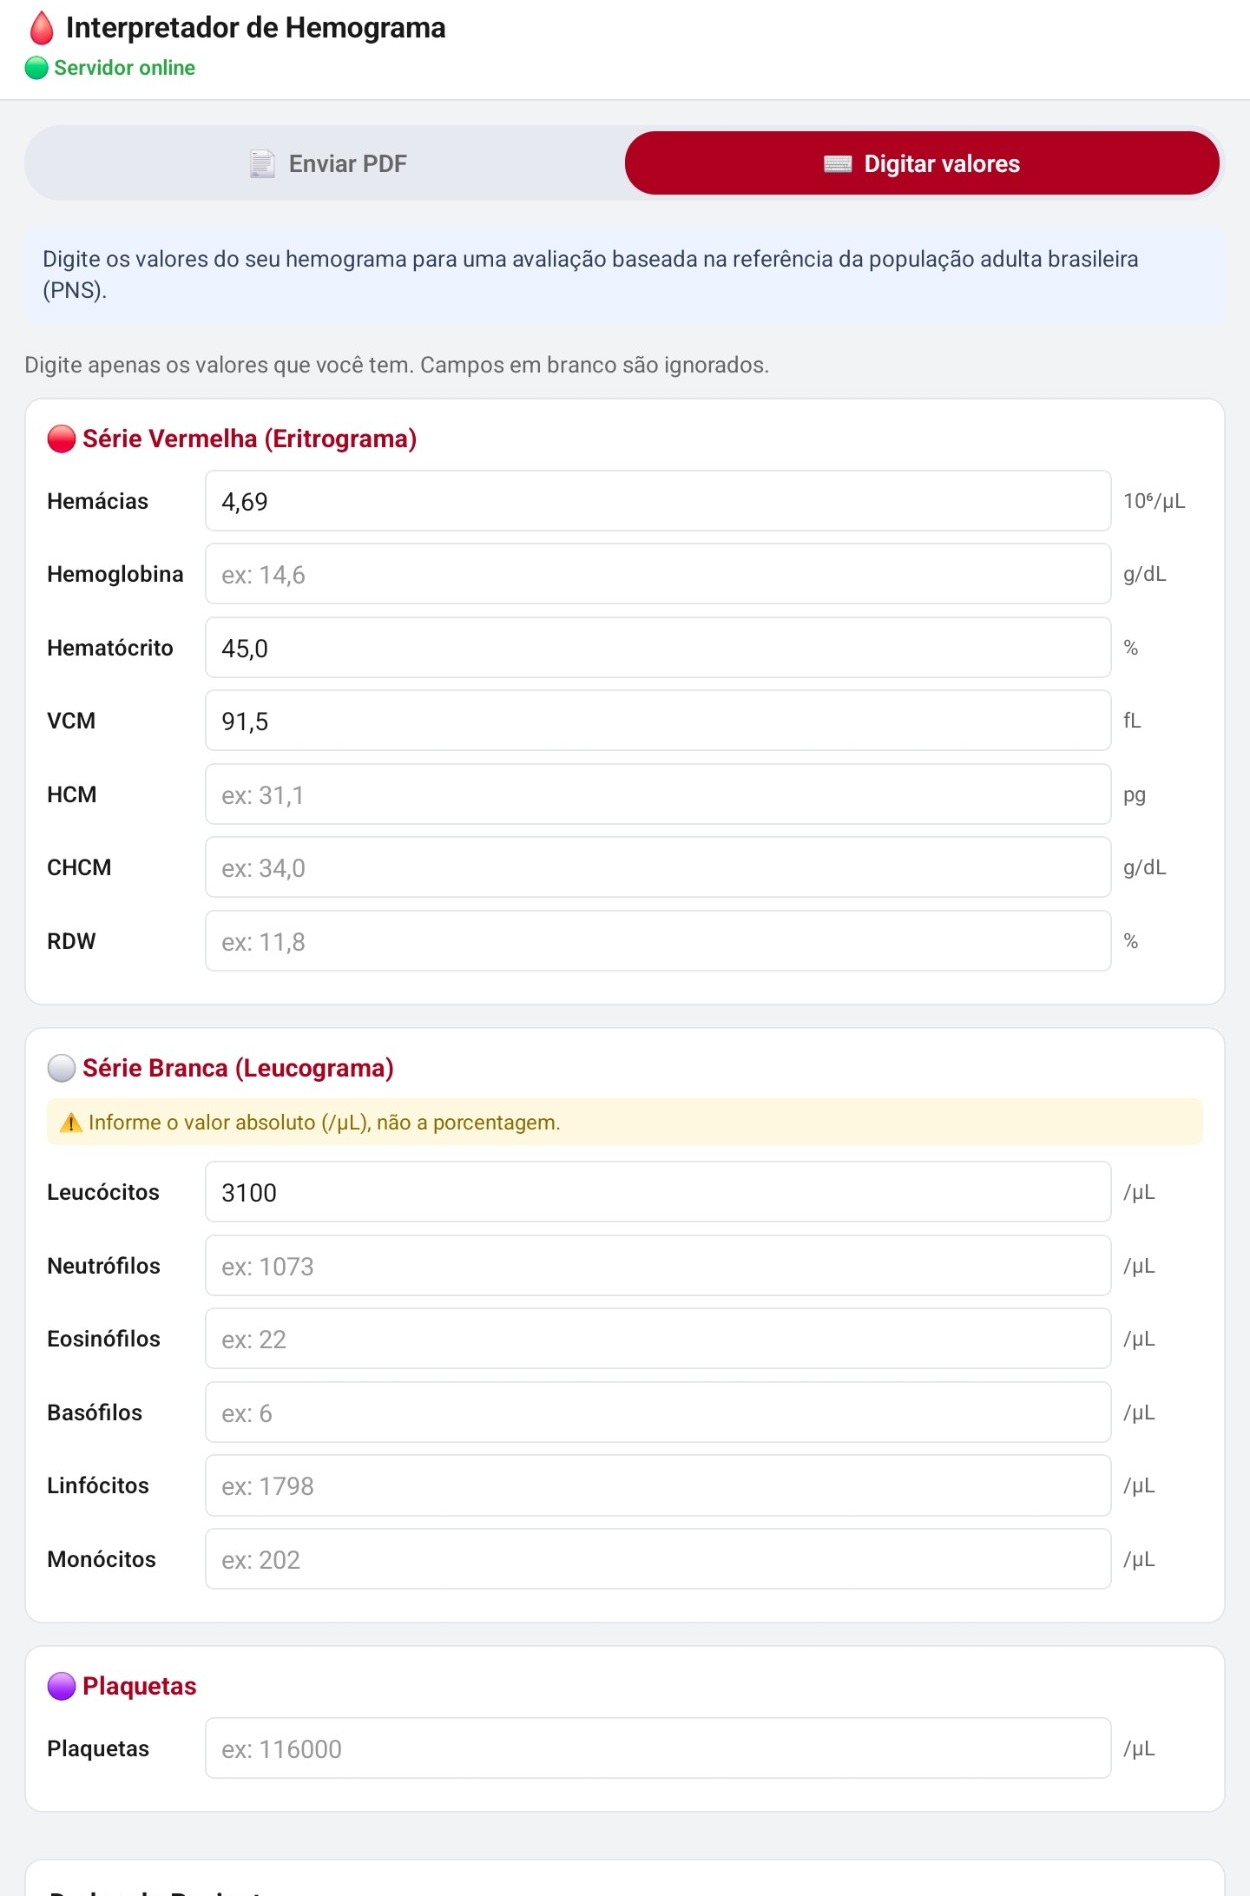 Interpretador de Hemograma
Servidor online
Enviar PDF
Digitar valores
Digite os valores do seu hemograma para uma avaliação baseada na referência da população adulta brasileira
(PNS).
Digite apenas os valores que você tem. Campos em branco são ignorados.
Série Vermelha (Eritrograma)
Hemácias 4,69 10⁶/µL
Hemoglobina ex: 14,6 g/dL
Hematócrito 45,0 %
VCM 91,5 fL
HCM ex: 31,1 pg
CHCM ex: 34,0 g/dL
RDW ex: 11,8 %
Série Branca (Leucograma)
Informe o valor absoluto (/µL), não a porcentagem.
Leucócitos 3100 /µL
Neutrófilos ex: 1073 /µL
Eosinófilos ex: 22 /µL
Basófilos ex: 6 /µL
Linfócitos ex: 1798 /µL
Monócitos ex: 202 /µL
Plaquetas
Plaquetas ex: 116000 /µL